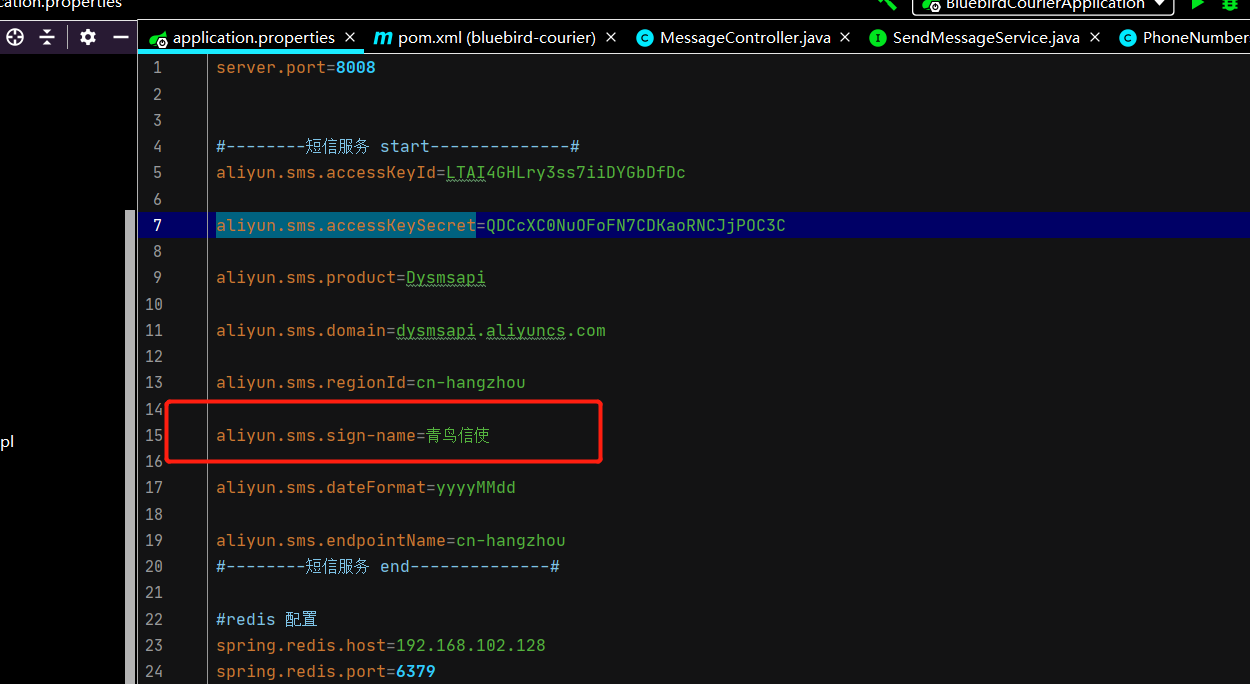 cation.properties
BluebirdCourierApplication
application.properties
pom.xml (bluebird-courier)
MessageController.java
SendMessageService.java
PhoneNumber
1 server.port=8008
2
3
4 #--------短信服务 start--------------#
5 aliyun.sms.accessKeyId=LTAI4GHLry3ss7iiDYGbDfDc
6
7 aliyun.sms.accessKeySecret=QDCcXC0NuOFoFN7CDKaoRNCJjPOC3C
8
9 aliyun.sms.product=Dysmsapi
10
11 aliyun.sms.domain=dysmsapi.aliyuncs.com
12
13 aliyun.sms.regionId=cn-hangzhou
14
15 aliyun.sms.sign-name=青鸟信使
pl
16
17 aliyun.sms.dateFormat=yyyyMMdd
18
19 aliyun.sms.endpointName=cn-hangzhou
20 #--------短信服务 end--------------#
21
22 #redis 配置
23 spring.redis.host=192.168.102.128
24 spring.redis.port=6379